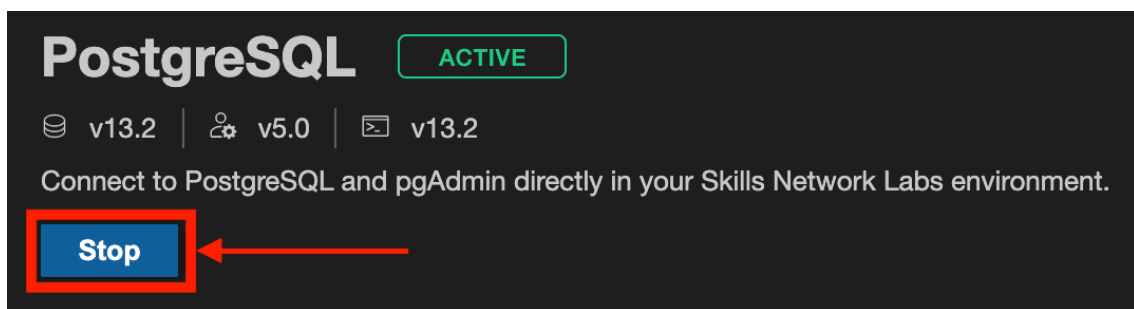 PostgreSQL ACTIVE
v13.2 v5.0 v13.2
Connect to PostgreSQL and pgAdmin directly in your Skills Network Labs environment.
Stop